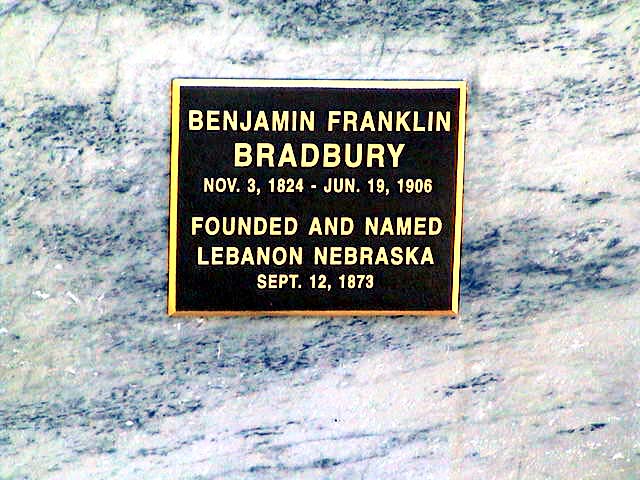 BENJAMIN FRANKLIN
BRADBURY
NOV. 3, 1824 - JUN. 19, 1906
FOUNDED AND NAMED
LEBANON NEBRASKA
SEPT. 12, 1873